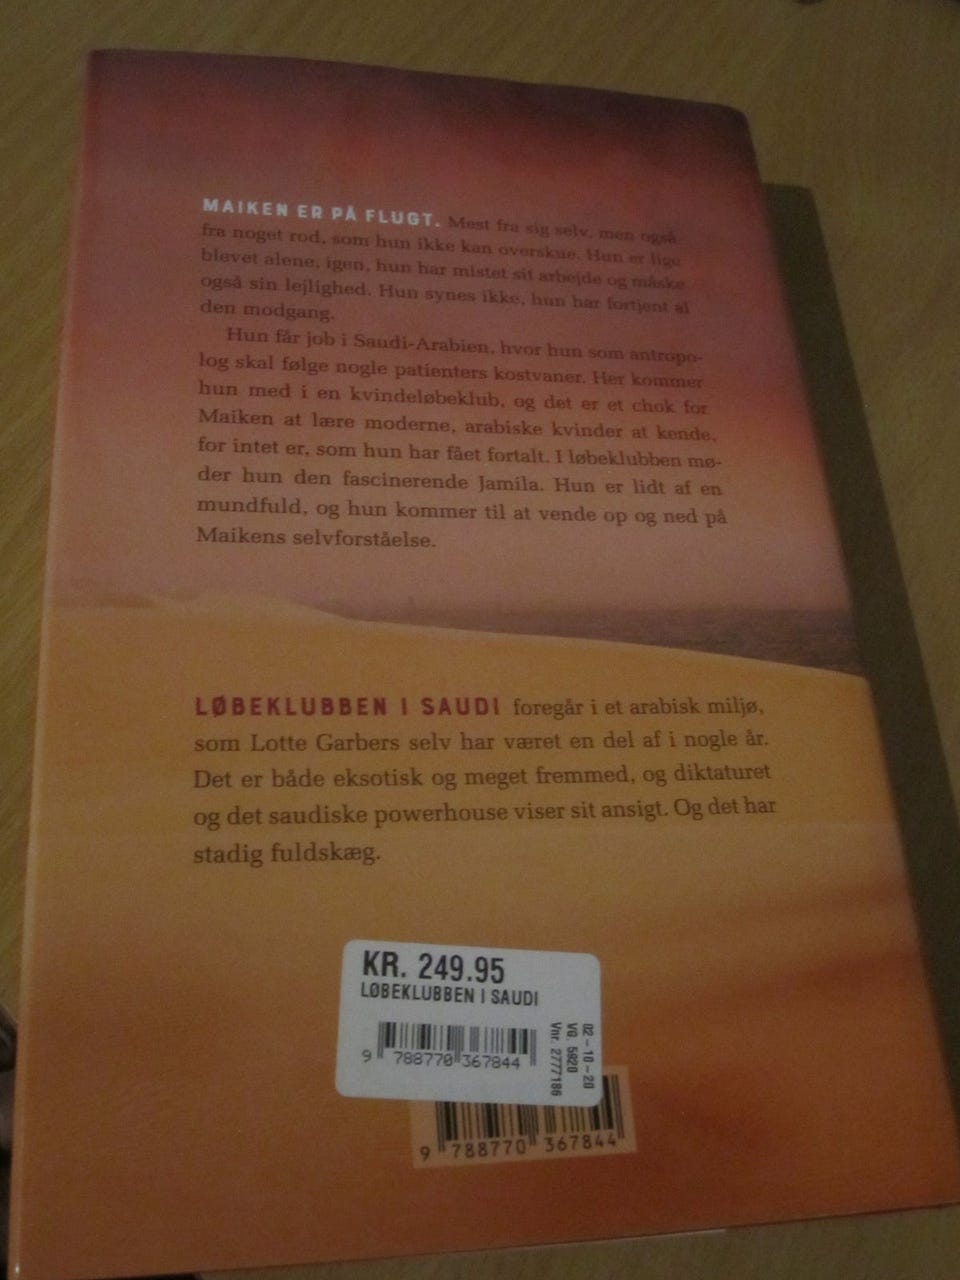 MAIKEN ER PÅ FLUGT. Mest fra sig selv, men også
fra noget rod, som hun ikke kan overskue. Hun er lige
blevet alene, igen, hun har mistet sit arbejde og måske
også sin lejlighed. Hun synes ikke, hun har fortjent al
den modgang.
Hun får job i Saudi-Arabien, hvor hun som antropo-
log skal følge nogle patienters kostvaner. Her kommer
hun med i en kvindeløbeklub, og det er et chok for
Maiken at lære moderne, arabiske kvinder at kende,
for intet er, som hun har fået fortalt. I løbeklubben mø-
der hun den fascinerende Jamila. Hun er lidt af en
mundfuld, og hun kommer til at vende op og ned på
Maikens selvforståelse.
LØBEKLUBBEN I SAUDI foregår i et arabisk miljø,
som Lotte Garbers selv har været en del af i nogle år.
Det er både eksotisk og meget fremmed, og diktaturet
og det saudiske powerhouse viser sit ansigt. Og det har
stadig fuldskæg.
KR. 249.95
LØBEKLUBBEN I SAUDI
9 788770 367844
02-10-20
VG. 5920
Vnr. 2777186
9 788770 367844